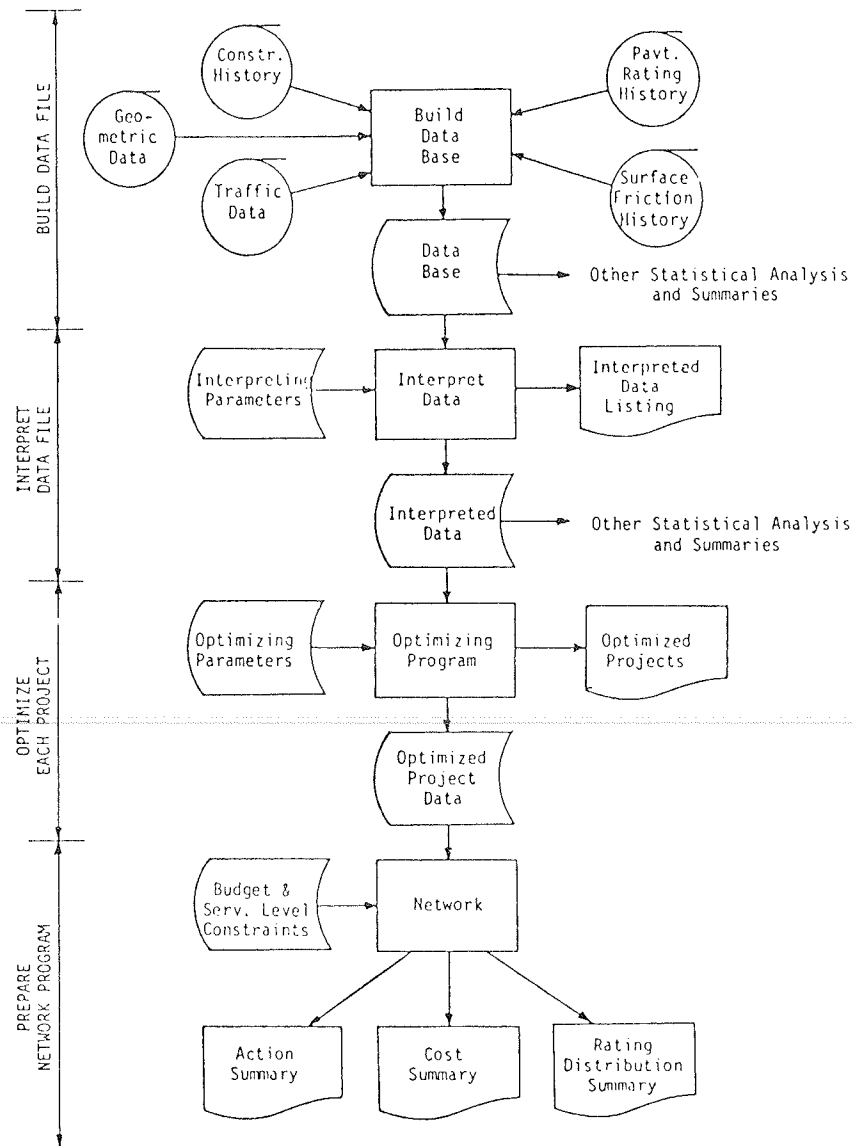 BUILD DATA FILE
Constr.
History
Pavt.
Rating
History
Geo-
metric
Data
Build
Data
Base
Traffic
Data
Surface
Friction
History
Data
Base
Other Statistical Analysis
and Summaries
INTERPRET
DATA FILE
Interpreting
Parameters
Interpret
Data
Interpreted
Data
Listing
Interpreted
Data
Other Statistical Analysis
and Summaries
OPTIMIZE
EACH PROJECT
Optimizing
Parameters
Optimizing
Program
Optimized
Projects
Optimized
Project
Data
PREPARE
NETWORK PROGRAM
Budget &
Serv. Level
Constraints
Network
Action
Summary
Cost
Summary
Rating
Distribution
Summary